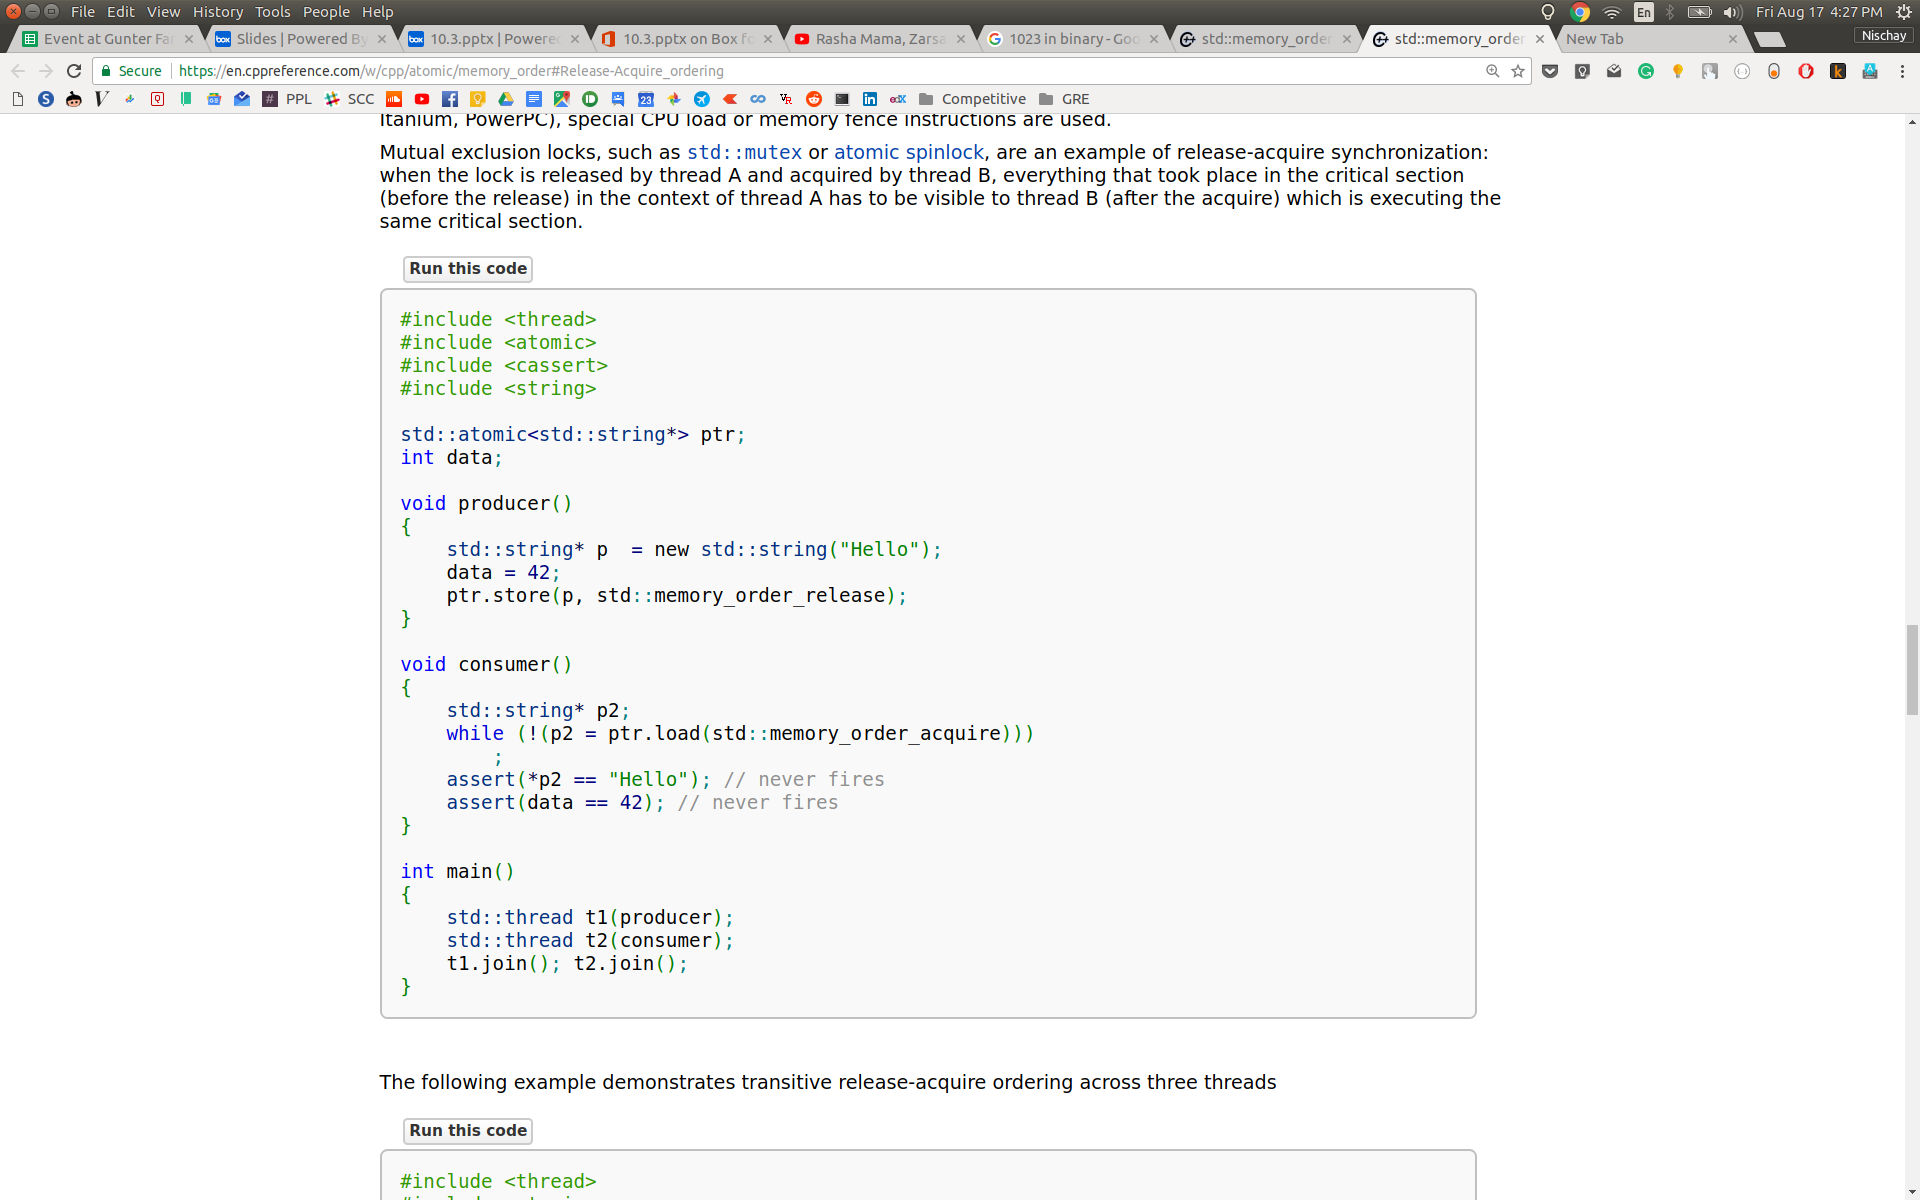 File Edit View History Tools People Help
En
Fri Aug 17 4:27 PM
Event at Gunter Fa
box Slides | Powered By
box 10.3.pptx | Powere
10.3.pptx on Box fo
Rasha Mama, Zarsa
1023 in binary - Goo
std::memory_order
std::memory_order
New Tab
Nischay
Secure
https://en.cppreference.com/w/cpp/atomic/memory_order#Release-Acquire_ordering
PPL
SCC
23
edX
Competitive
GRE
Itanium, PowerPC), special CPU load or memory fence instructions are used.
Mutual exclusion locks, such as std::mutex or atomic spinlock, are an example of release-acquire synchronization:
when the lock is released by thread A and acquired by thread B, everything that took place in the critical section
(before the release) in the context of thread A has to be visible to thread B (after the acquire) which is executing the
same critical section.
Run this code
#include <thread>
#include <atomic>
#include <cassert>
#include <string>
std::atomic<std::string*> ptr;
int data;
void producer()
{
    std::string* p  = new std::string("Hello");
    data = 42;
    ptr.store(p, std::memory_order_release);
}
void consumer()
{
    std::string* p2;
    while (!(p2 = ptr.load(std::memory_order_acquire)))
        ;
    assert(*p2 == "Hello"); // never fires
    assert(data == 42); // never fires
}
int main()
{
    std::thread t1(producer);
    std::thread t2(consumer);
    t1.join(); t2.join();
}
The following example demonstrates transitive release-acquire ordering across three threads
Run this code
#include <thread>